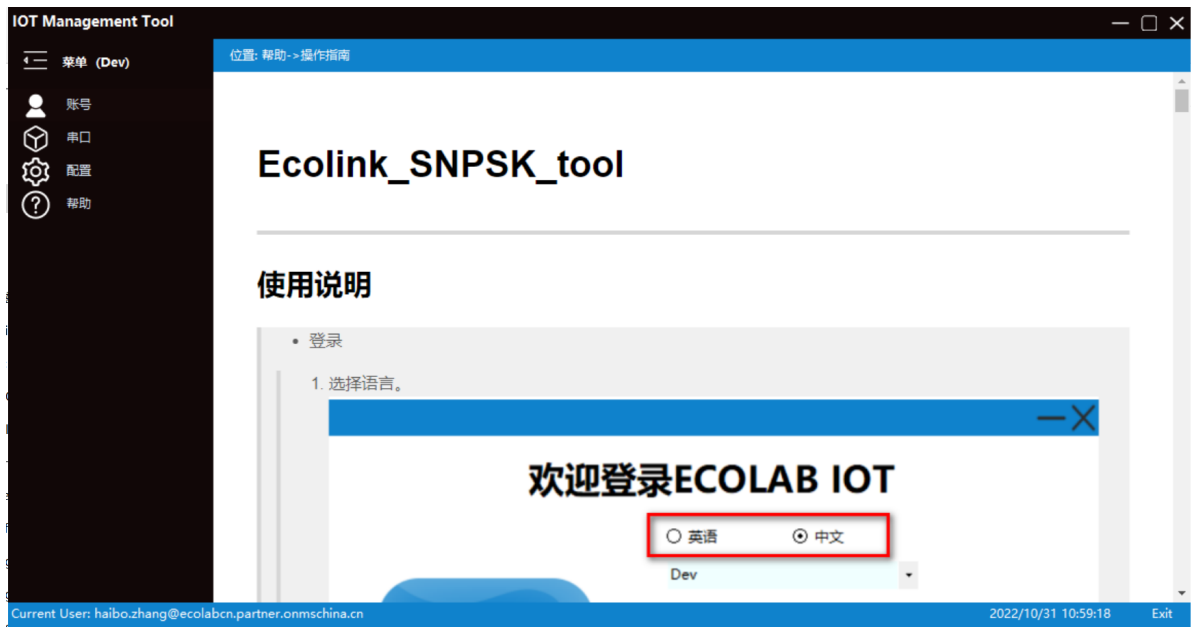 IOT Management Tool
菜单 (Dev)
位置: 帮助->操作指南
账号
串口
配置
帮助
Ecolink_SNPSK_tool
使用说明
• 登录
1. 选择语言。
欢迎登录ECOLAB IOT
英语 中文
Dev
Current User: haibo.zhang@ecolabcn.partner.onmschina.cn 2022/10/31 10:59:18 Exit